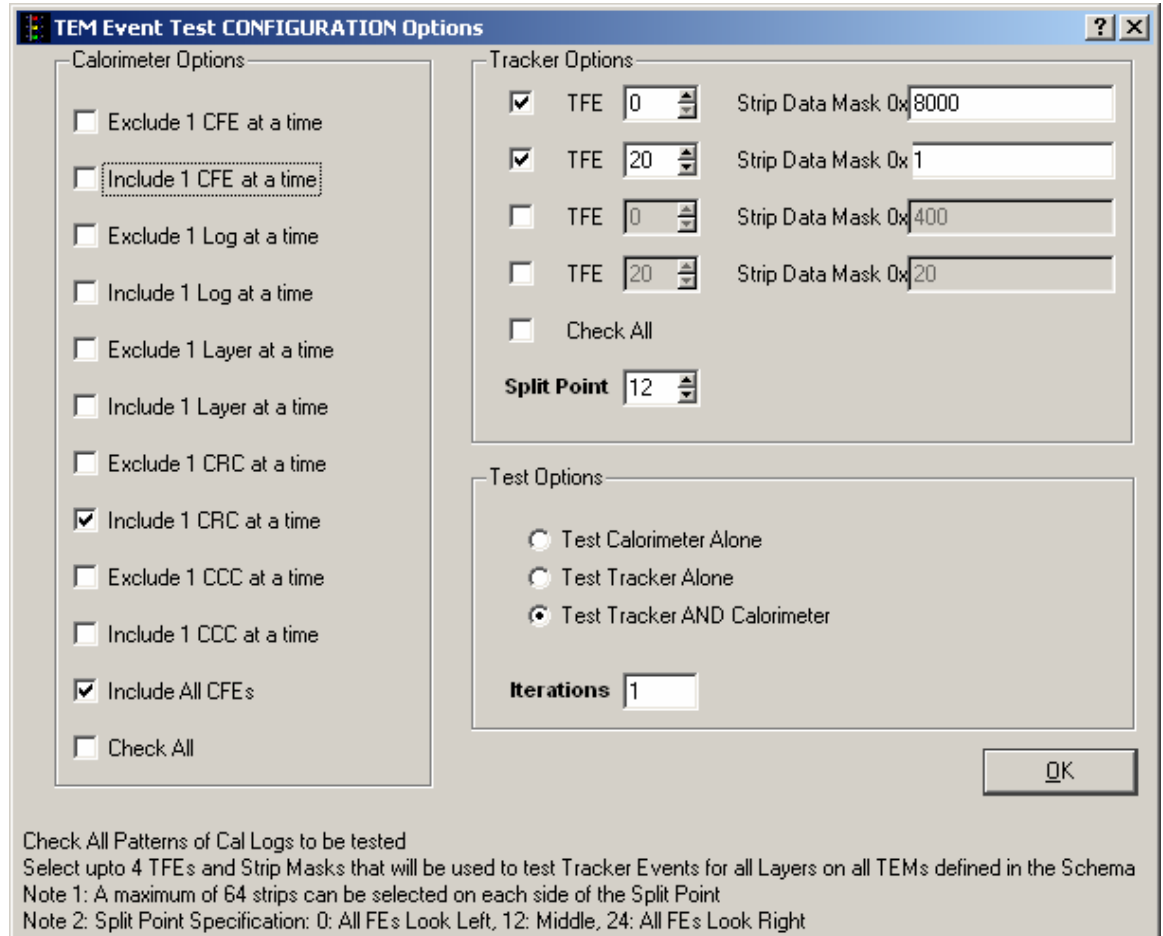 TEM Event Test CONFIGURATION Options
Calorimeter Options
Exclude 1 CFE at a time
Include 1 CFE at a time
Exclude 1 Log at a time
Include 1 Log at a time
Exclude 1 Layer at a time
Include 1 Layer at a time
Exclude 1 CRC at a time
Include 1 CRC at a time
Exclude 1 CCC at a time
Include 1 CCC at a time
Include All CFEs
Check All
Tracker Options
TFE 0 Strip Data Mask 0x 8000
TFE 20 Strip Data Mask 0x 1
TFE 0 Strip Data Mask 0x 400
TFE 20 Strip Data Mask 0x 20
Check All
Split Point 12
Test Options
Test Calorimeter Alone
Test Tracker Alone
Test Tracker AND Calorimeter
Iterations 1
OK
Check All Patterns of Cal Logs to be tested
Select upto 4 TFEs and Strip Masks that will be used to test Tracker Events for all Layers on all TEMs defined in the Schema
Note 1: A maximum of 64 strips can be selected on each side of the Split Point
Note 2: Split Point Specification: 0: All FEs Look Left, 12: Middle, 24: All FEs Look Right